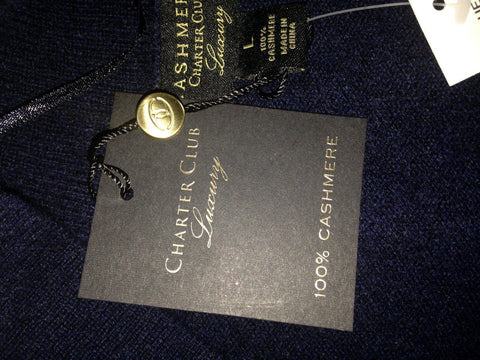 CASHMERE
CHARTER CLUB
Luxury
L
100%
CASHMERE
MADE IN
CHINA
CHARTER CLUB
Luxury
100% CASHMERE